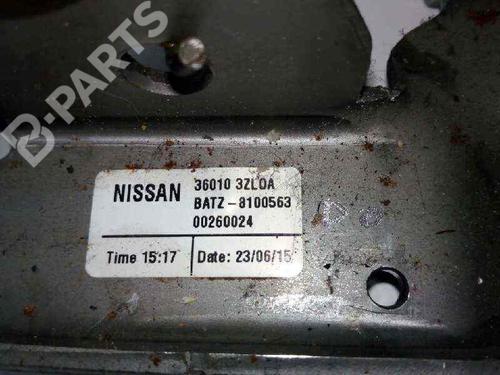 B-PARTS
NISSAN
36010 3ZL0A
BATZ-8100563
00260024
Time 15:17
Date: 23/06/15